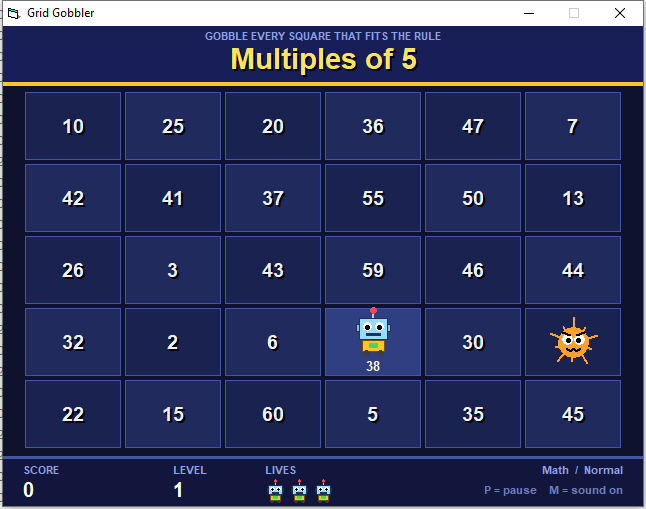 Grid Gobbler
GOBBLE EVERY SQUARE THAT FITS THE RULE
Multiples of 5
10 25 20 36 47 7
42 41 37 55 50 13
26 3 43 59 46 44
32 2 6 38 30
22 15 60 5 35 45
SCORE LEVEL LIVES Math / Normal
0 1 P = pause M = sound on